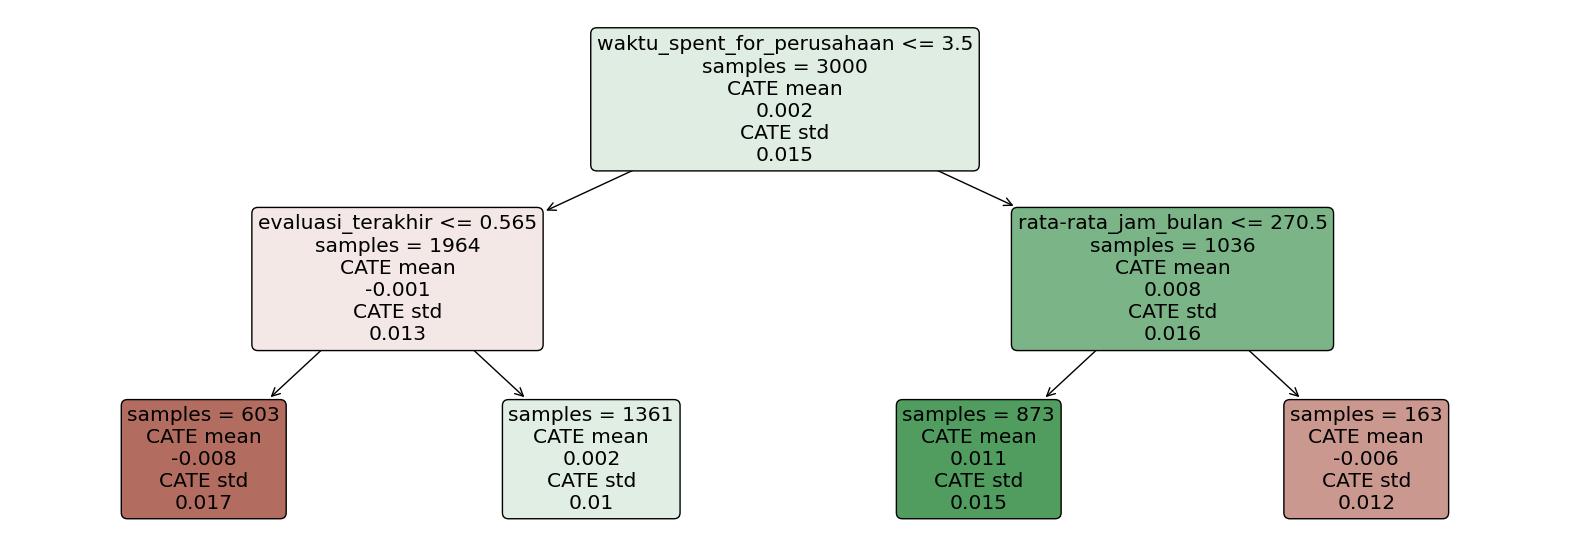 waktu_spent_for_perusahaan <= 3.5
samples = 3000
CATE mean
0.002
CATE std
0.015
evaluasi_terakhir <= 0.565
samples = 1964
CATE mean
-0.001
CATE std
0.013
rata-rata_jam_bulan <= 270.5
samples = 1036
CATE mean
0.008
CATE std
0.016
samples = 603
CATE mean
-0.008
CATE std
0.017
samples = 1361
CATE mean
0.002
CATE std
0.01
samples = 873
CATE mean
0.011
CATE std
0.015
samples = 163
CATE mean
-0.006
CATE std
0.012